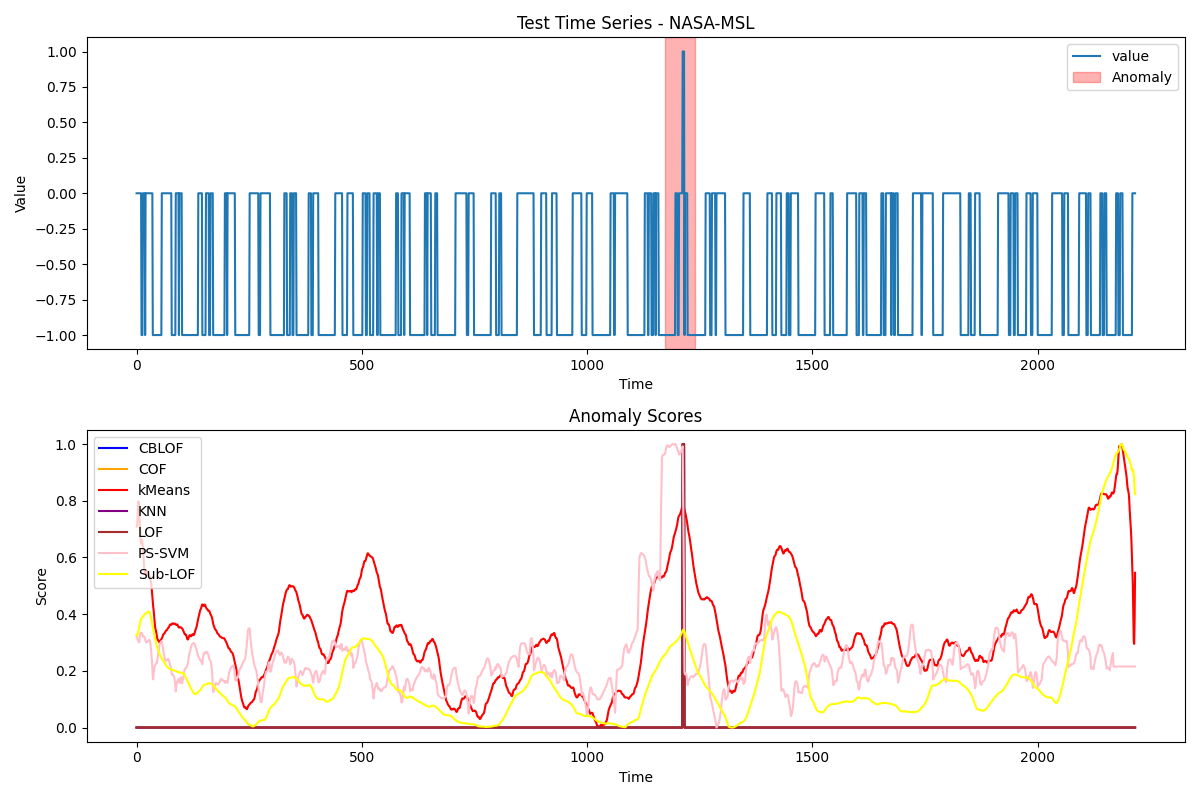 Test Time Series - NASA-MSL
Value
1.00
0.75
0.50
0.25
0.00
−0.25
−0.50
−0.75
−1.00
value
Anomaly
0
500
1000
1500
2000
Time
Anomaly Scores
Score
1.0
0.8
0.6
0.4
0.2
0.0
CBLOF
COF
kMeans
KNN
LOF
PS-SVM
Sub-LOF
0
500
1000
1500
2000
Time